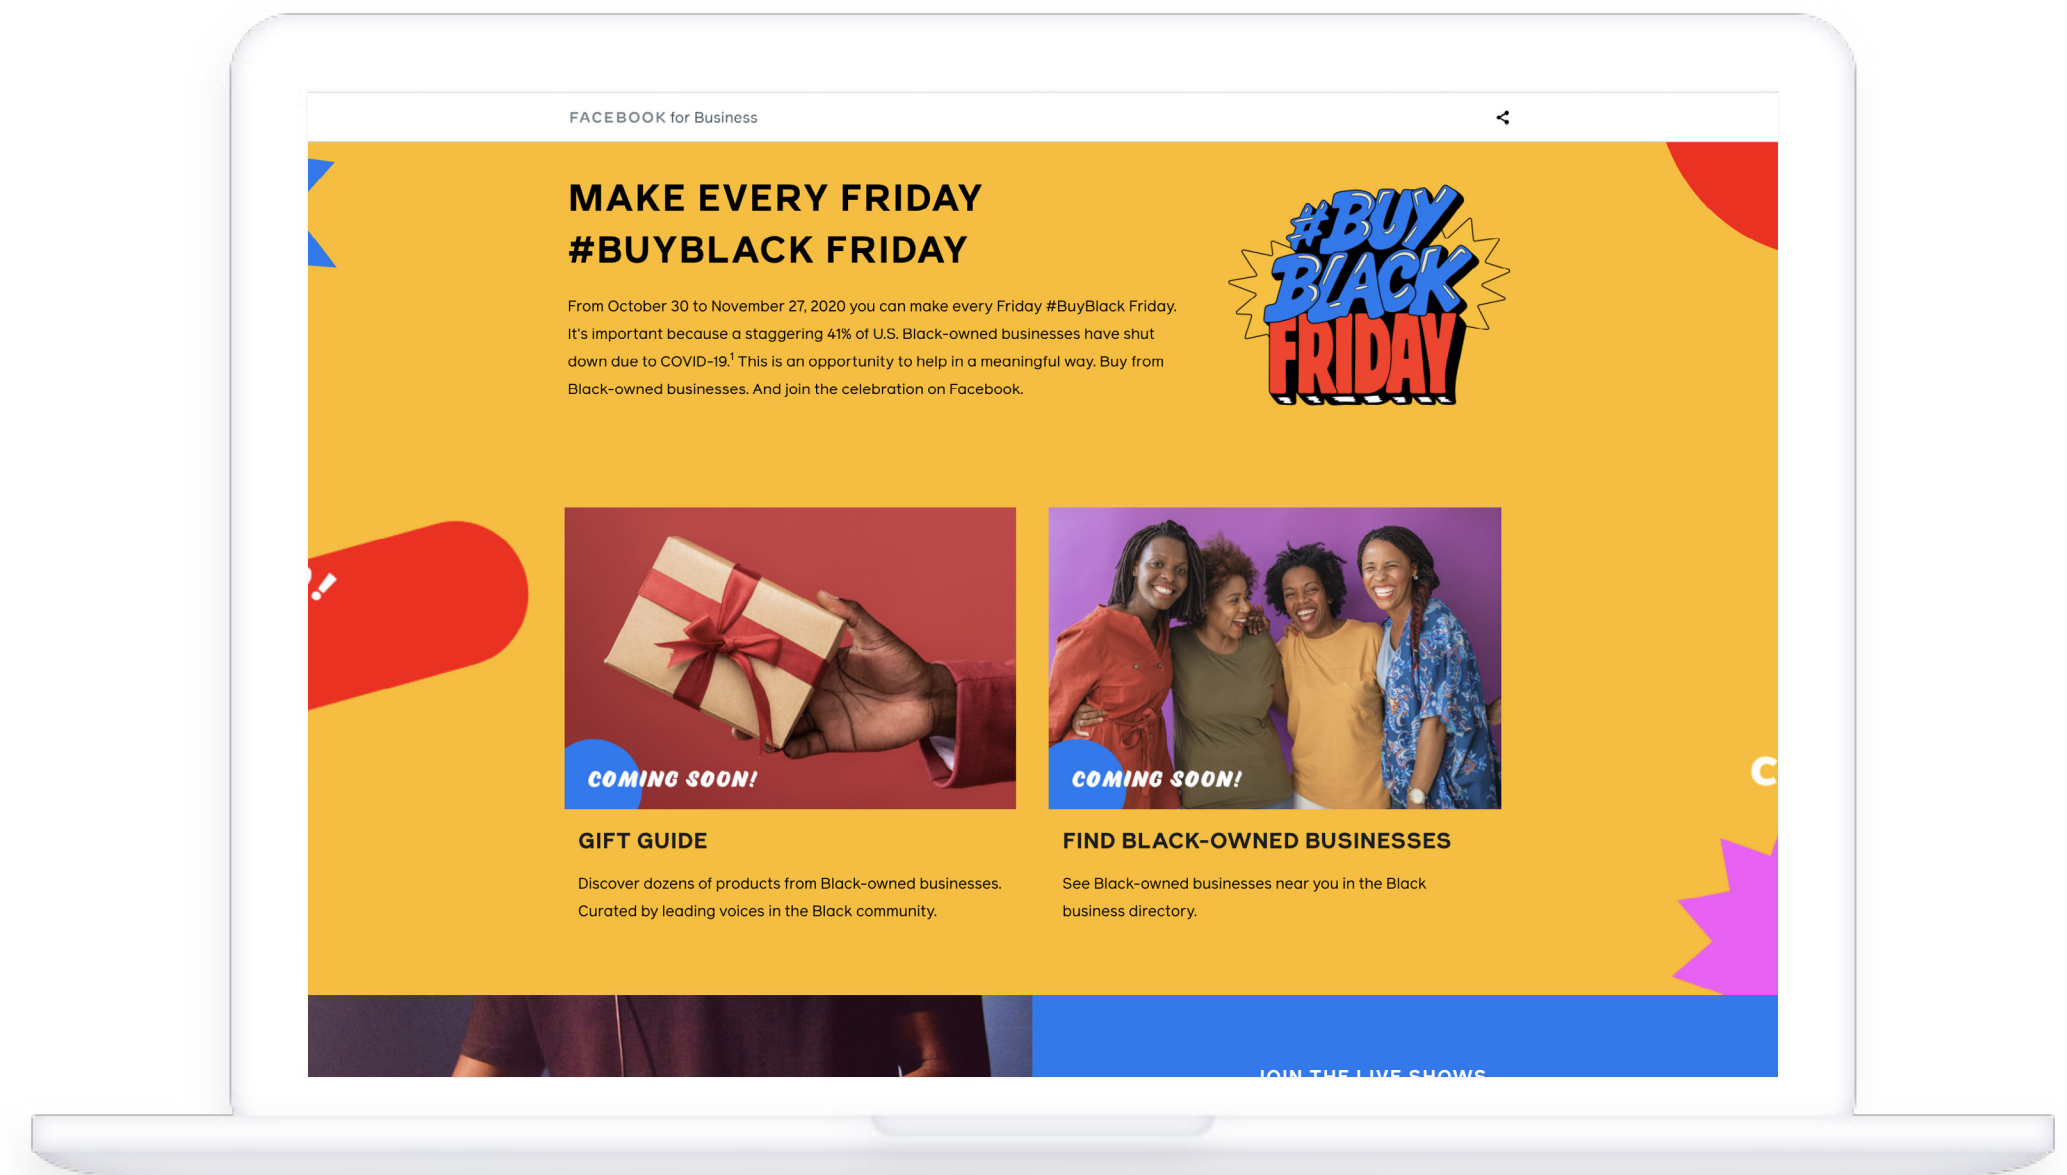 FACEBOOK for Business
MAKE EVERY FRIDAY
#BUYBLACK FRIDAY
From October 30 to November 27, 2020 you can make every Friday #BuyBlack Friday.
It's important because a staggering 41% of U.S. Black-owned businesses have shut
down due to COVID-19.¹ This is an opportunity to help in a meaningful way. Buy from
Black-owned businesses. And join the celebration on Facebook.
#BUY
BLACK
FRIDAY
COMING SOON!
GIFT GUIDE
Discover dozens of products from Black-owned businesses.
Curated by leading voices in the Black community.
COMING SOON!
FIND BLACK-OWNED BUSINESSES
See Black-owned businesses near you in the Black
business directory.
JOIN THE LIVE SHOWS